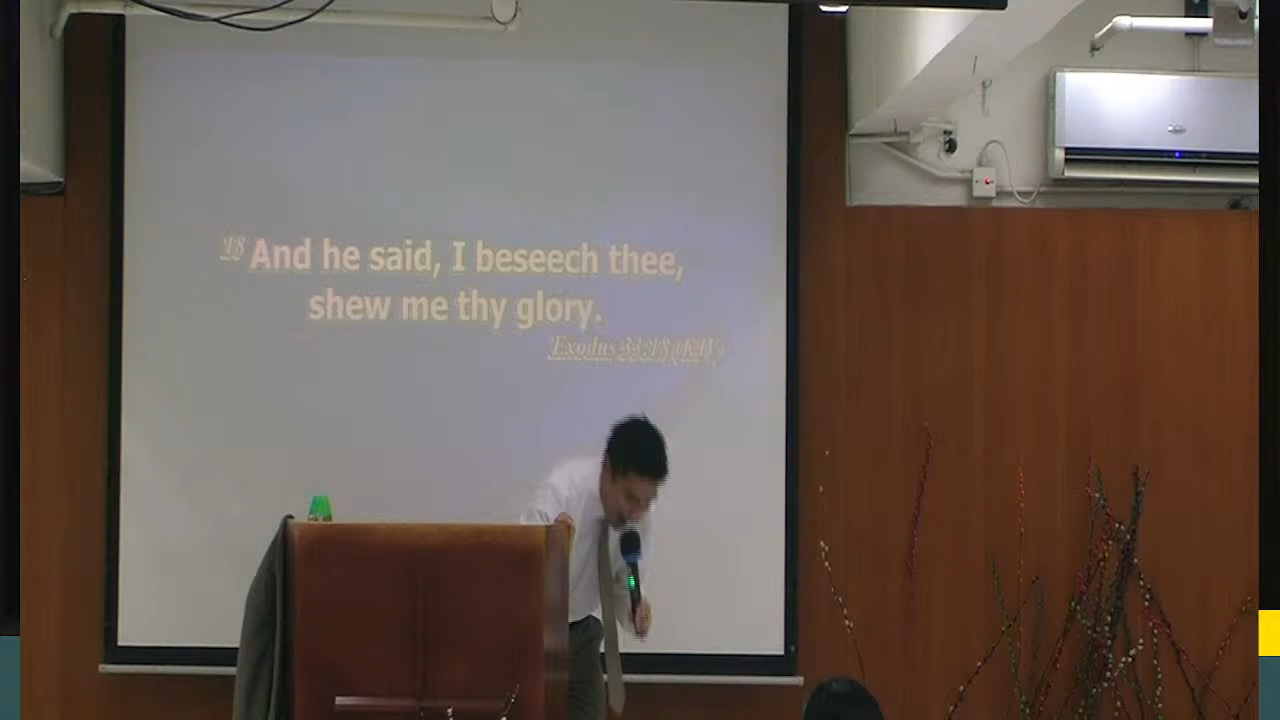 18 And he said, I beseech thee,
shew me thy glory.
Exodus 33:18 (KJV)